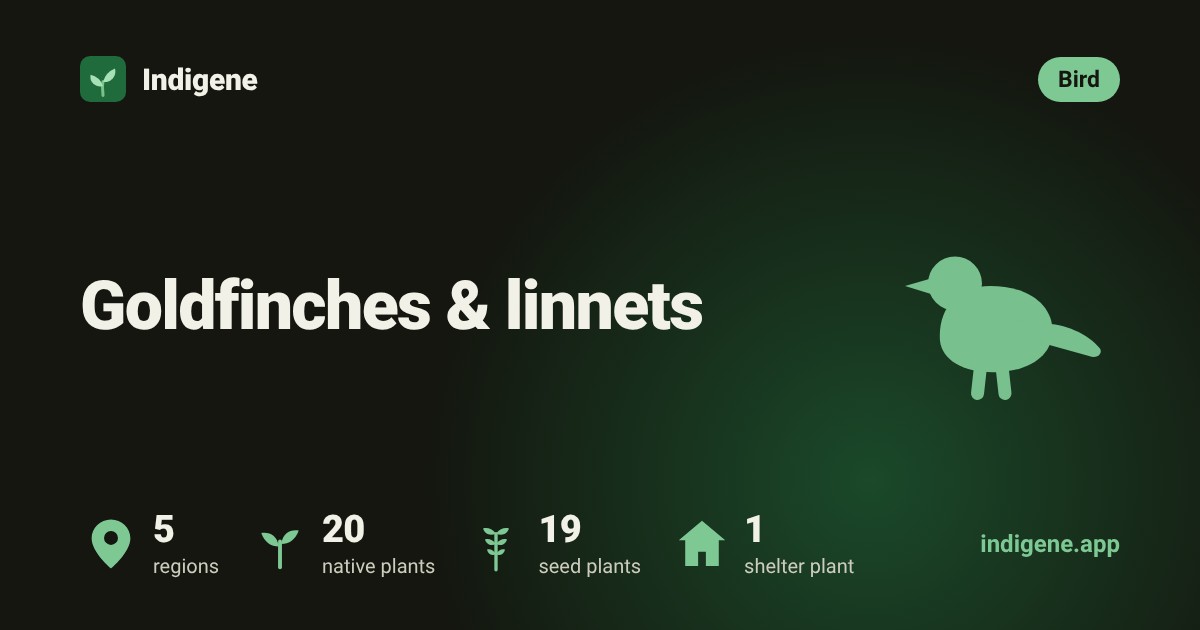 Indigene
Bird
Goldfinches & linnets
5
regions
20
native plants
19
seed plants
1
shelter plant
indigene.app